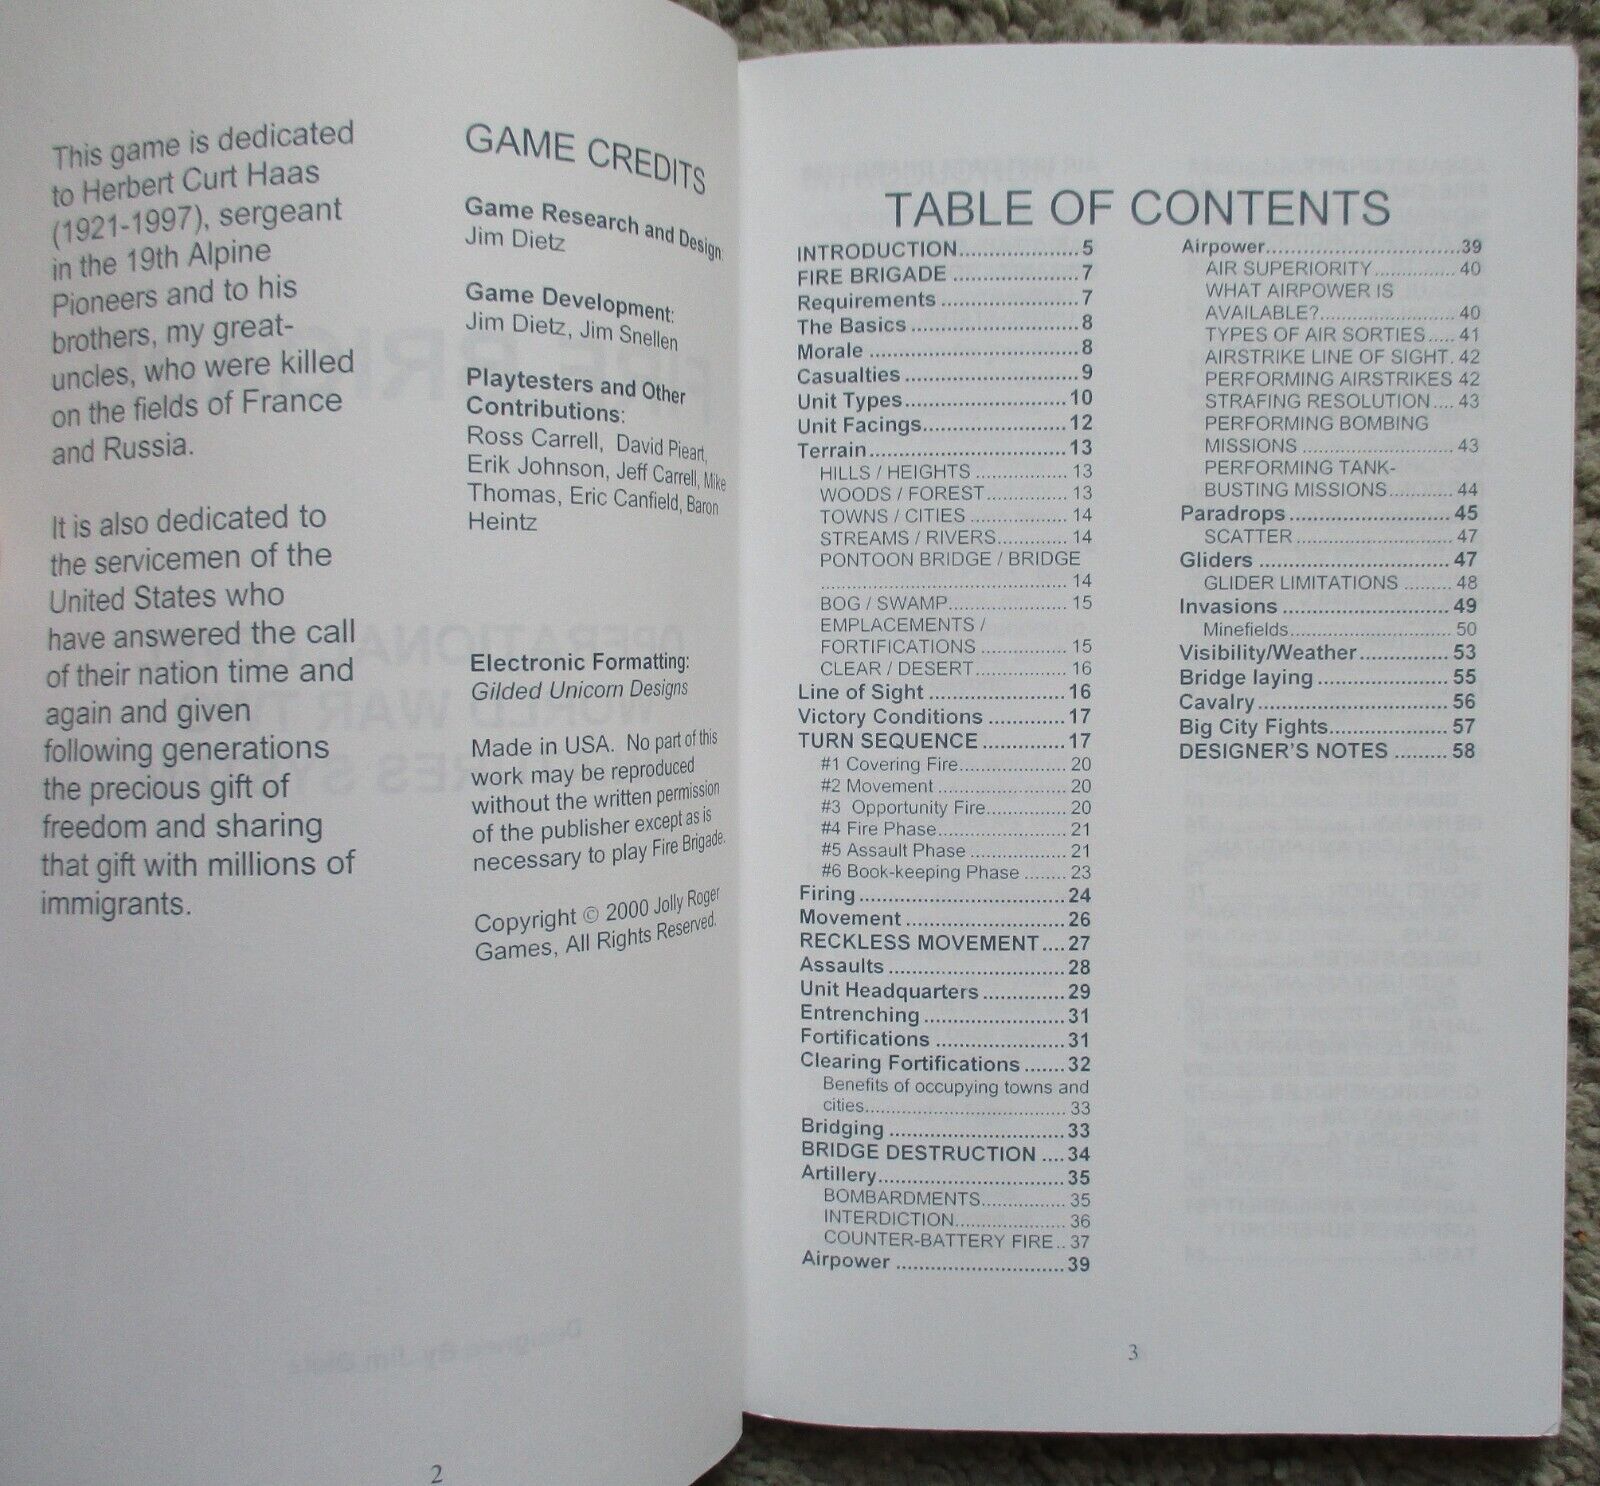 This game is dedicated
to Herbert Curt Haas
(1921-1997), sergeant
in the 19th Alpine
Pioneers and to his
brothers, my great-
uncles, who were killed
on the fields of France
and Russia.
It is also dedicated to
the servicemen of the
United States who
have answered the call
of their nation time and
again and given
following generations
the precious gift of
freedom and sharing
that gift with millions of
immigrants.
GAME CREDITS
Game Research and Design:
Jim Dietz
Game Development:
Jim Dietz, Jim Snellen
Playtesters and Other
Contributions:
Ross Carrell, David Pieart,
Erik Johnson, Jeff Carrell, Mike
Thomas, Eric Canfield, Baron
Heintz
Electronic Formatting:
Gilded Unicorn Designs
Made in USA. No part of this
work may be reproduced
without the written permission
of the publisher except as is
necessary to play Fire Brigade.
Copyright © 2000 Jolly Roger
Games, All Rights Reserved.
2
TABLE OF CONTENTS
INTRODUCTION.....................5
FIRE BRIGADE ......................7
Requirements ........................7
The Basics .............................8
Morale ....................................8
Casualties ..............................9
Unit Types............................10
Unit Facings.........................12
Terrain ..................................13
HILLS / HEIGHTS .................13
WOODS / FOREST...............13
TOWNS / CITIES ..................14
STREAMS / RIVERS.............14
PONTOON BRIDGE / BRIDGE
..............................................14
BOG / SWAMP......................15
EMPLACEMENTS /
FORTIFICATIONS ................15
CLEAR / DESERT.................16
Line of Sight ........................16
Victory Conditions .............17
TURN SEQUENCE ..............17
#1 Covering Fire....................20
#2 Movement ........................20
#3 Opportunity Fire...............20
#4 Fire Phase........................21
#5 Assault Phase ..................21
#6 Book-keeping Phase ........23
Firing ....................................24
Movement ............................26
RECKLESS MOVEMENT....27
Assaults ..............................28
Unit Headquarters ..............29
Entrenching ........................31
Fortifications ......................31
Clearing Fortifications .......32
Benefits of occupying towns and
cities.....................................33
Bridging ..............................33
BRIDGE DESTRUCTION ....34
Artillery................................35
BOMBARDMENTS................35
INTERDICTION.....................36
COUNTER-BATTERY FIRE..37
Airpower .............................39
Airpower..................................39
AIR SUPERIORITY...............40
WHAT AIRPOWER IS
AVAILABLE?.........................40
TYPES OF AIR SORTIES.....41
AIRSTRIKE LINE OF SIGHT.42
PERFORMING AIRSTRIKES 42
STRAFING RESOLUTION....43
PERFORMING BOMBING
MISSIONS ............................43
PERFORMING TANK-
BUSTING MISSIONS............44
Paradrops ...........................45
SCATTER .............................47
Gliders ................................47
GLIDER LIMITATIONS .........48
Invasions ............................49
Minefields..............................50
Visibility/Weather...............53
Bridge laying ......................55
Cavalry................................56
Big City Fights....................57
DESIGNER'S NOTES .........58
3